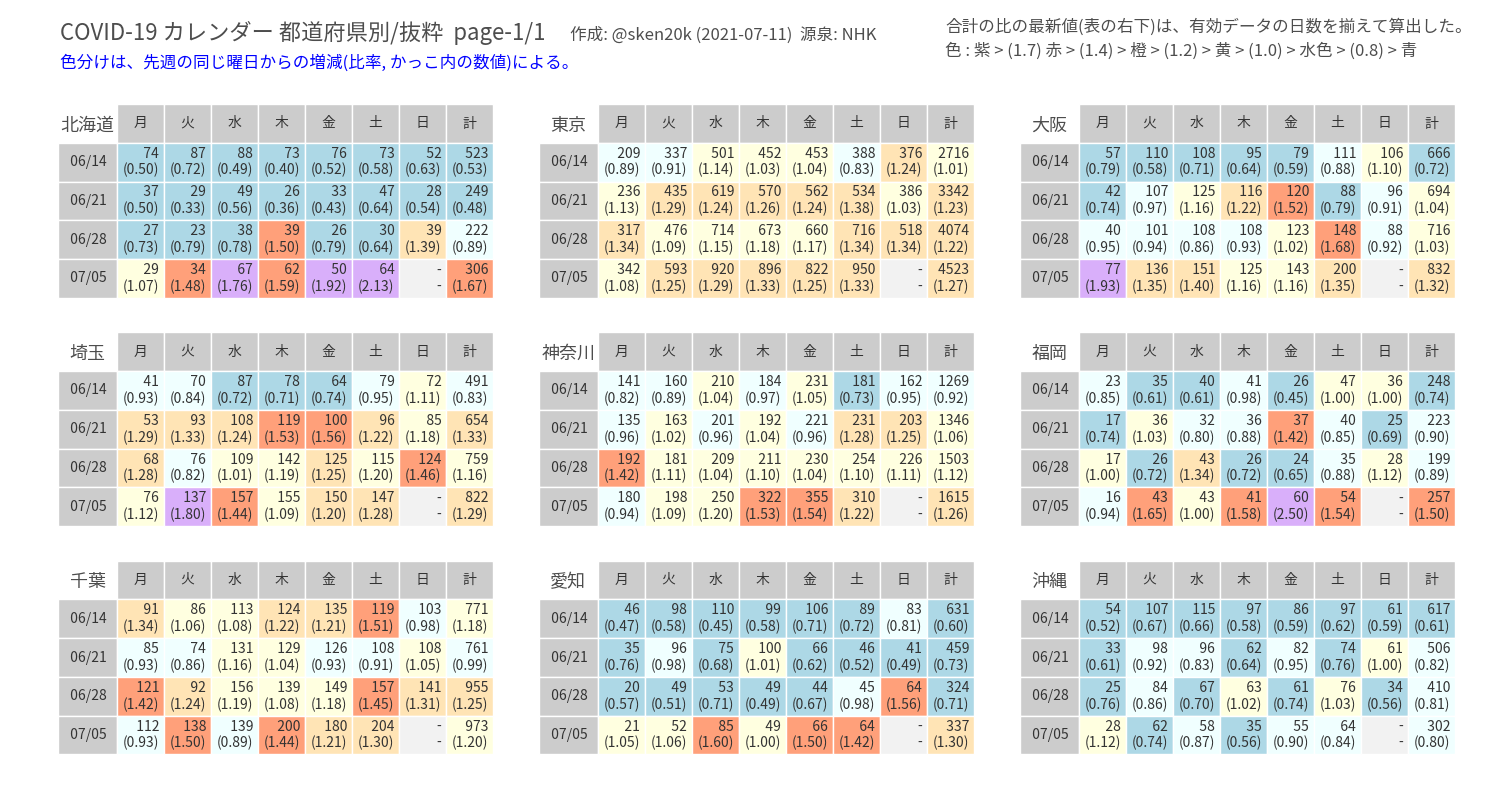 COVID-19 カレンダー 都道府県別/抜粋 page-1/1 作成: @sken20k (2021-07-11) 源泉: NHK
色分けは、先週の同じ曜日からの増減(比率, かっこ内の数値)による。
合計の比の最新値(表の右下)は、有効データの日数を揃えて算出した。
色 : 紫 > (1.7) 赤 > (1.4) > 橙 > (1.2) > 黄 > (1.0) > 水色 > (0.8) > 青
北海道 月 火 水 木 金 土 日 計
06/14 74 87 88 73 76 73 52 523
(0.50) (0.72) (0.49) (0.40) (0.52) (0.58) (0.63) (0.53)
06/21 37 29 49 26 33 47 28 249
(0.50) (0.33) (0.56) (0.36) (0.43) (0.64) (0.54) (0.48)
06/28 27 23 38 39 26 30 39 222
(0.73) (0.79) (0.78) (1.50) (0.79) (0.64) (1.39) (0.89)
07/05 29 34 67 62 50 64 - 306
(1.07) (1.48) (1.76) (1.59) (1.92) (2.13) - (1.67)
東京 月 火 水 木 金 土 日 計
06/14 209 337 501 452 453 388 376 2716
(0.89) (0.91) (1.14) (1.03) (1.04) (0.83) (1.24) (1.01)
06/21 236 435 619 570 562 534 386 3342
(1.13) (1.29) (1.24) (1.26) (1.24) (1.38) (1.03) (1.23)
06/28 317 476 714 673 660 716 518 4074
(1.34) (1.09) (1.15) (1.18) (1.17) (1.34) (1.34) (1.22)
07/05 342 593 920 896 822 950 - 4523
(1.08) (1.25) (1.29) (1.33) (1.25) (1.33) - (1.27)
大阪 月 火 水 木 金 土 日 計
06/14 57 110 108 95 79 111 106 666
(0.79) (0.58) (0.71) (0.64) (0.59) (0.88) (1.10) (0.72)
06/21 42 107 125 116 120 88 96 694
(0.74) (0.97) (1.16) (1.22) (1.52) (0.79) (0.91) (1.04)
06/28 40 101 108 108 123 148 88 716
(0.95) (0.94) (0.86) (0.93) (1.02) (1.68) (0.92) (1.03)
07/05 77 136 151 125 143 200 - 832
(1.93) (1.35) (1.40) (1.16) (1.16) (1.35) - (1.32)
埼玉 月 火 水 木 金 土 日 計
06/14 41 70 87 78 64 79 72 491
(0.93) (0.84) (0.72) (0.71) (0.74) (0.95) (1.11) (0.83)
06/21 53 93 108 119 100 96 85 654
(1.29) (1.33) (1.24) (1.53) (1.56) (1.22) (1.18) (1.33)
06/28 68 76 109 142 125 115 124 759
(1.28) (0.82) (1.01) (1.19) (1.25) (1.20) (1.46) (1.16)
07/05 76 137 157 155 150 147 - 822
(1.12) (1.80) (1.44) (1.09) (1.20) (1.28) - (1.29)
神奈川 月 火 水 木 金 土 日 計
06/14 141 160 210 184 231 181 162 1269
(0.82) (0.89) (1.04) (0.97) (1.05) (0.73) (0.95) (0.92)
06/21 135 163 201 192 221 231 203 1346
(0.96) (1.02) (0.96) (1.04) (0.96) (1.28) (1.25) (1.06)
06/28 192 181 209 211 230 254 226 1503
(1.42) (1.11) (1.04) (1.10) (1.04) (1.10) (1.11) (1.12)
07/05 180 198 250 322 355 310 - 1615
(0.94) (1.09) (1.20) (1.53) (1.54) (1.22) - (1.26)
福岡 月 火 水 木 金 土 日 計
06/14 23 35 40 41 26 47 36 248
(0.85) (0.61) (0.61) (0.98) (0.45) (1.00) (1.00) (0.74)
06/21 17 36 32 36 37 40 25 223
(0.74) (1.03) (0.80) (0.88) (1.42) (0.85) (0.69) (0.90)
06/28 17 26 43 26 24 35 28 199
(1.00) (0.72) (1.34) (0.72) (0.65) (0.88) (1.12) (0.89)
07/05 16 43 43 41 60 54 - 257
(0.94) (1.65) (1.00) (1.58) (2.50) (1.54) - (1.50)
千葉 月 火 水 木 金 土 日 計
06/14 91 86 113 124 135 119 103 771
(1.34) (1.06) (1.08) (1.22) (1.21) (1.51) (0.98) (1.18)
06/21 85 74 131 129 126 108 108 761
(0.93) (0.86) (1.16) (1.04) (0.93) (0.91) (1.05) (0.99)
06/28 121 92 156 139 149 157 141 955
(1.42) (1.24) (1.19) (1.08) (1.18) (1.45) (1.31) (1.25)
07/05 112 138 139 200 180 204 - 973
(0.93) (1.50) (0.89) (1.44) (1.21) (1.30) - (1.20)
愛知 月 火 水 木 金 土 日 計
06/14 46 98 110 99 106 89 83 631
(0.47) (0.58) (0.45) (0.58) (0.71) (0.72) (0.81) (0.60)
06/21 35 96 75 100 66 46 41 459
(0.76) (0.98) (0.68) (1.01) (0.62) (0.52) (0.49) (0.73)
06/28 20 49 53 49 44 45 64 324
(0.57) (0.51) (0.71) (0.49) (0.67) (0.98) (1.56) (0.71)
07/05 21 52 85 49 66 64 - 337
(1.05) (1.06) (1.60) (1.00) (1.50) (1.42) - (1.30)
沖縄 月 火 水 木 金 土 日 計
06/14 54 107 115 97 86 97 61 617
(0.52) (0.67) (0.66) (0.58) (0.59) (0.62) (0.59) (0.61)
06/21 33 98 96 62 82 74 61 506
(0.61) (0.92) (0.83) (0.64) (0.95) (0.76) (1.00) (0.82)
06/28 25 84 67 63 61 76 34 410
(0.76) (0.86) (0.70) (1.02) (0.74) (1.03) (0.56) (0.81)
07/05 28 62 58 35 55 64 - 302
(1.12) (0.74) (0.87) (0.56) (0.90) (0.84) - (0.80)